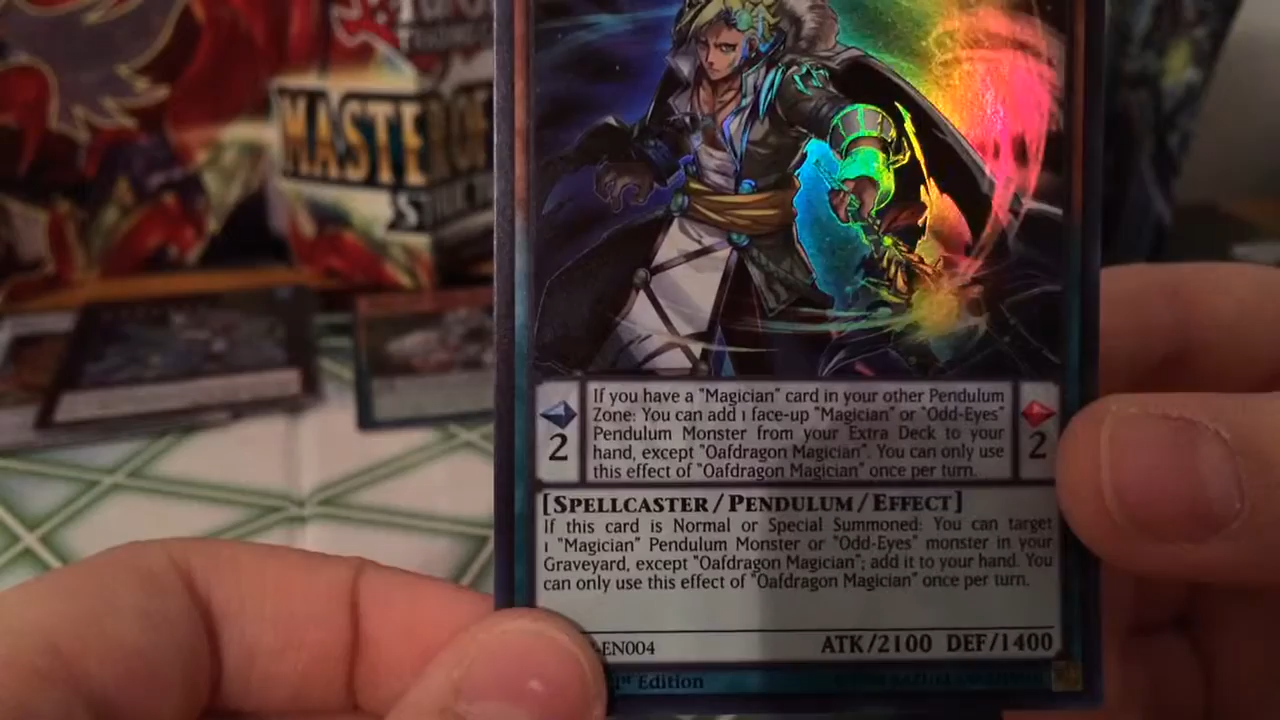 MASTER OF
If you have a "Magician" card in your other Pendulum
Zone: You can add 1 face-up "Magician" or "Odd-Eyes"
Pendulum Monster from your Extra Deck to your
hand, except "Oafdragon Magician". You can only use
this effect of "Oafdragon Magician" once per turn.
2
2
[SPELLCASTER/PENDULUM/EFFECT]
If this card is Normal or Special Summoned: You can target
1 "Magician" Pendulum Monster or "Odd-Eyes" monster in your
Graveyard, except "Oafdragon Magician"; add it to your hand. You
can only use this effect of "Oafdragon Magician" once per turn.
-EN004
ATK/2100 DEF/1400
1st Edition